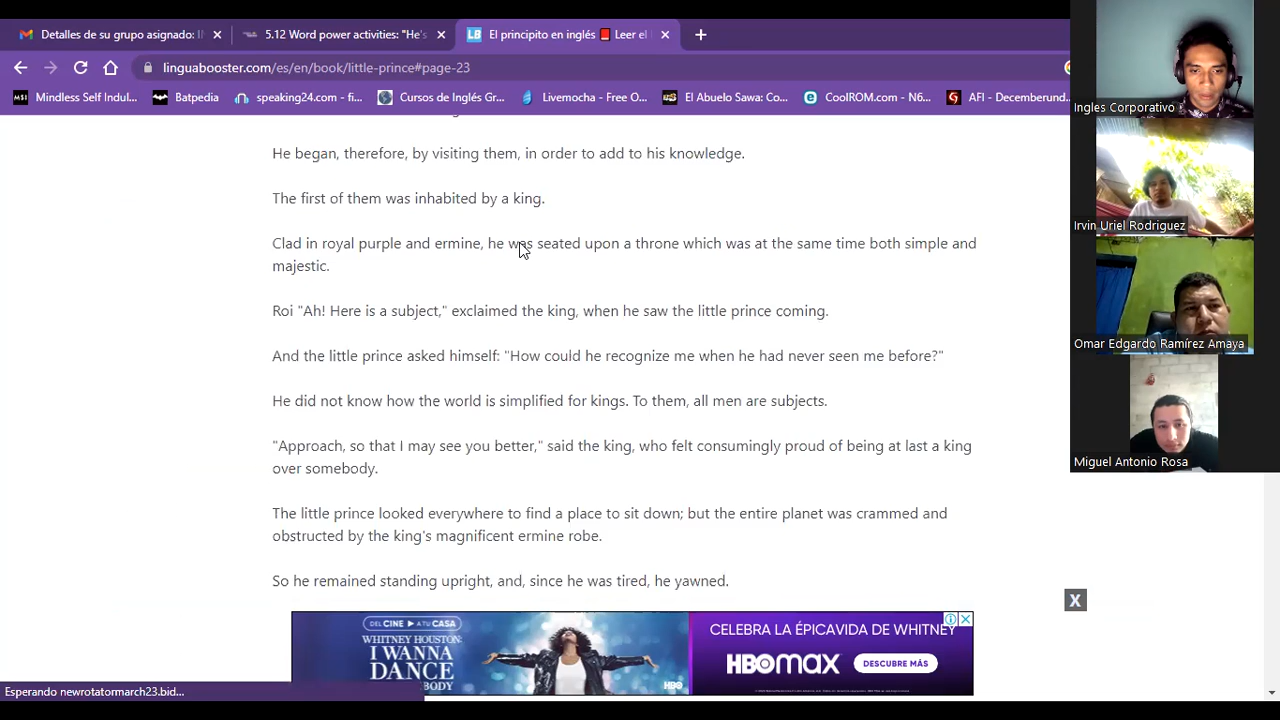 Detalles de su grupo asignado: I
5.12 Word power activities: "He's
El principito en inglés 📕 Leer el
linguabooster.com/es/en/book/little-prince#page-23
Mindless Self Indul...
Batpedia
speaking24.com - fi...
Cursos de Inglés Gr...
Livemocha - Free O...
El Abuelo Sawa: Co...
CoolROM.com - N6...
AFI - Decemberund...
He began, therefore, by visiting them, in order to add to his knowledge.
The first of them was inhabited by a king.
Clad in royal purple and ermine, he was seated upon a throne which was at the same time both simple and
majestic.
Roi "Ah! Here is a subject," exclaimed the king, when he saw the little prince coming.
And the little prince asked himself: "How could he recognize me when he had never seen me before?"
He did not know how the world is simplified for kings. To them, all men are subjects.
"Approach, so that I may see you better," said the king, who felt consumingly proud of being at last a king
over somebody.
The little prince looked everywhere to find a place to sit down; but the entire planet was crammed and
obstructed by the king's magnificent ermine robe.
So he remained standing upright, and, since he was tired, he yawned.
X
DEL CINE ▶ A TU CASA
WHITNEY HOUSTON:
I WANNA
DANCE
BODY
HBO
CELEBRA LA ÉPICAVIDA DE WHITNEY
HBOMAX
DESCUBRE MÁS
Esperando newrotatormarch23.bid...
Ingles Corporativo
Irvin Uriel Rodriguez
Omar Edgardo Ramírez Amaya
Miguel Antonio Rosa